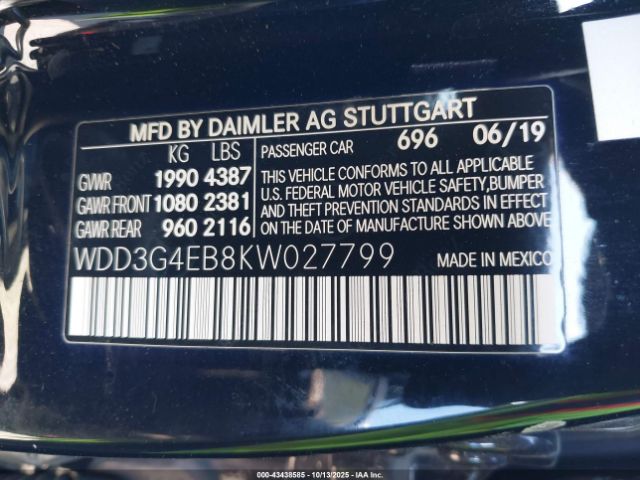 MFD BY DAIMLER AG STUTTGART
KG LBS
GVWR 1990 4387
GAWR FRONT 1080 2381
GAWR REAR 960 2116
PASSENGER CAR 696 06/19
THIS VEHICLE CONFORMS TO ALL APPLICABLE
U.S. FEDERAL MOTOR VEHICLE SAFETY,BUMPER
AND THEFT PREVENTION STANDARDS IN EFFECT
ON THE DATE OF MANUFACTURE SHOWN ABOVE.
WDD3G4EB8KW027799 MADE IN MEXICO
000-43438585 - 10/13/2025 - IAA Inc.